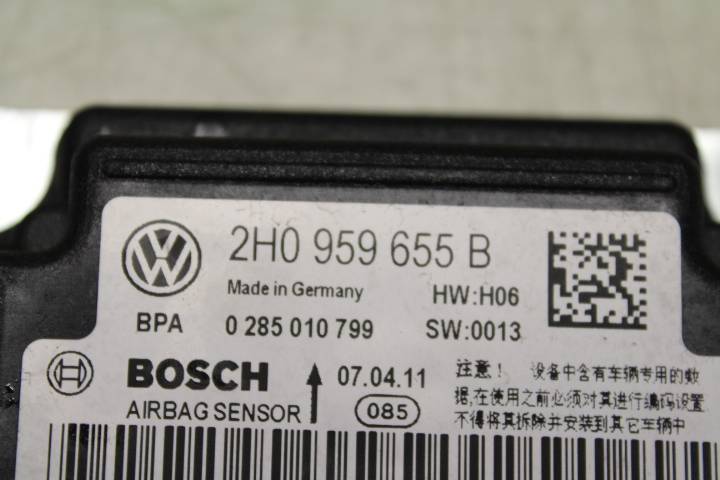 2H0 959 655 B
Made in Germany HW:H06
BPA 0 285 010 799 SW:0013
BOSCH 07.04.11
AIRBAG SENSOR 085
注意! 设备中含有车辆专用的数
据,在使用之前必须对其进行编码设置
不得将其拆除并安装到其它车辆中